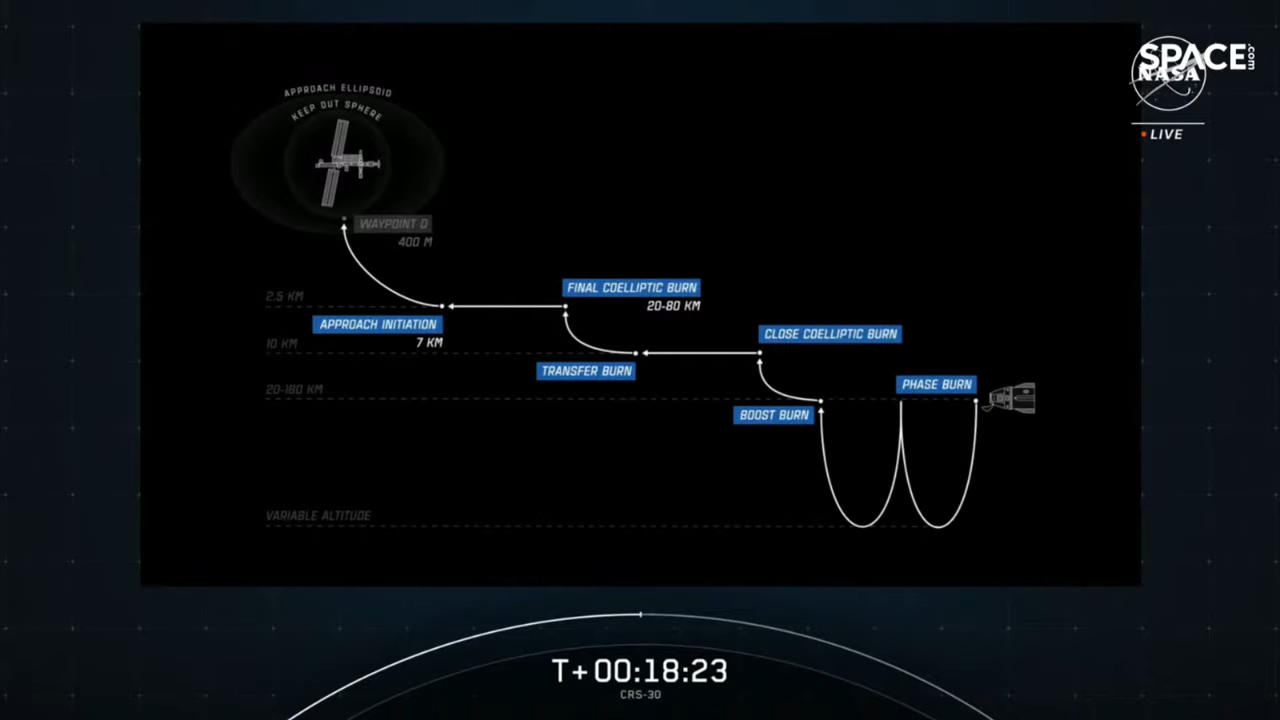 SPACE.com
NASA
LIVE
APPROACH ELLIPSOID
KEEP OUT SPHERE
WAYPOINT 0
400 M
2.5 KM
FINAL COELLIPTIC BURN
20-80 KM
APPROACH INITIATION
7 KM
10 KM
CLOSE COELLIPTIC BURN
TRANSFER BURN
20-180 KM
PHASE BURN
BOOST BURN
VARIABLE ALTITUDE
T+00:18:23
CRS-30